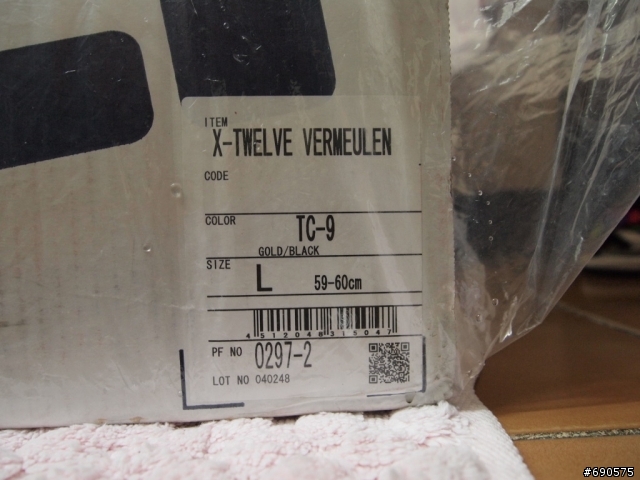 ITEM
X-TWELVE VERMEULEN
CODE
COLOR TC-9
GOLD/BLACK
SIZE L 59-60cm
4512048315047
PF NO 0297-2
LOT NO 040248
#690575